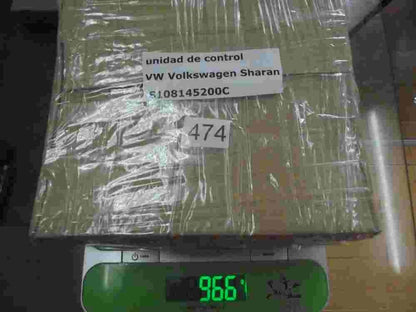 unidad de control
VW Volkswagen Sharan
5108145200C
474
966